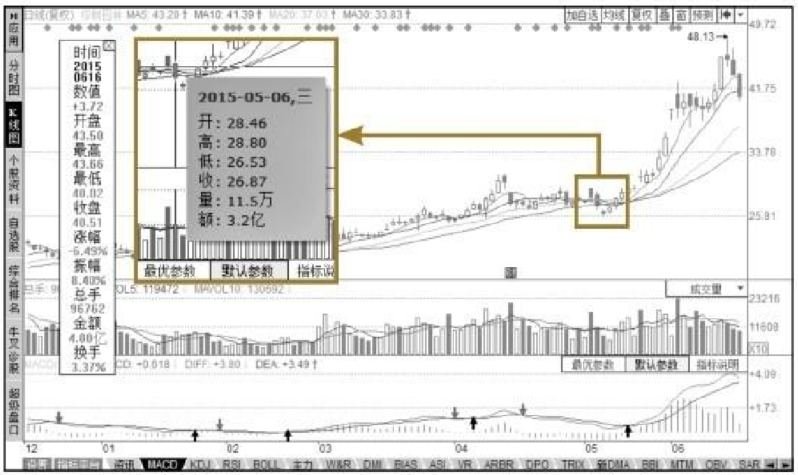 日线(复权) MA5: 43.20↑ MA10: 41.39↑ MA20: 37.03↑ MA30: 33.83↑
加自选 均线 复权 叠 窗 预测
应用
分时图
K线图
个股资料
自选股
综合排名
牛叉诊股
超级盘口
时间
2015
0616
数值
+3.72
开盘
43.50
最高
43.66
最低
40.02
收盘
40.51
涨幅
-6.49%
振幅
8.40%
总手
96762
金额
4.00亿
换手
3.37%
2015-05-06,三
开: 28.46
高: 28.80
低: 26.53
收: 26.87
量: 11.5万
额: 3.2亿
最优参数 默认参数 指标说
48.13
49.72
41.75
33.78
25.81
总手: VOL5: 119472 MAVOL10: 130692
成交量
23216
11608
X10
MACD: +0.618 DIFF: +3.80 DEA: +3.49↑
最优参数 默认参数 指标说明
+4.09
+1.73
12 01 02 03 04 05 06
设置 指标平台 资讯 MACD KDJ RSI BOLL 主力 W&R DMI BIAS ASI VR ARBR DPO TRIX 新DMA BBI MTM OBV SAR